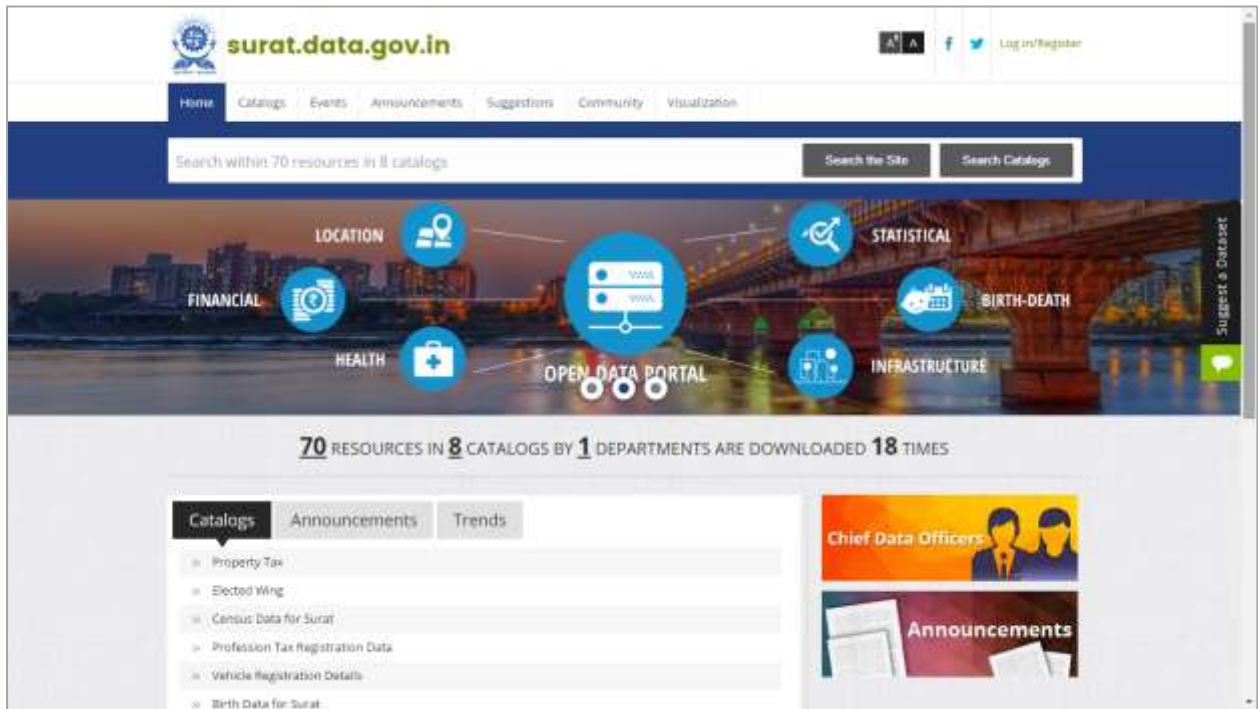 surat.data.gov.in
A+ A Log in/Register
Home Catalogs Events Announcements Suggestions Community Visualization
Search within 70 resources in 8 catalogs Search the Site Search Catalogs
LOCATION STATISTICAL
FINANCIAL BIRTH-DEATH
HEALTH INFRASTRUCTURE
OPEN DATA PORTAL
Suggest a Dataset
70 RESOURCES IN 8 CATALOGS BY 1 DEPARTMENTS ARE DOWNLOADED 18 TIMES
Catalogs Announcements Trends
Property Tax
Elected Wing
Census Data for Surat
Profession Tax Registration Data
Vehicle Registration Details
Birth Data for Surat
Chief Data Officers
Announcements